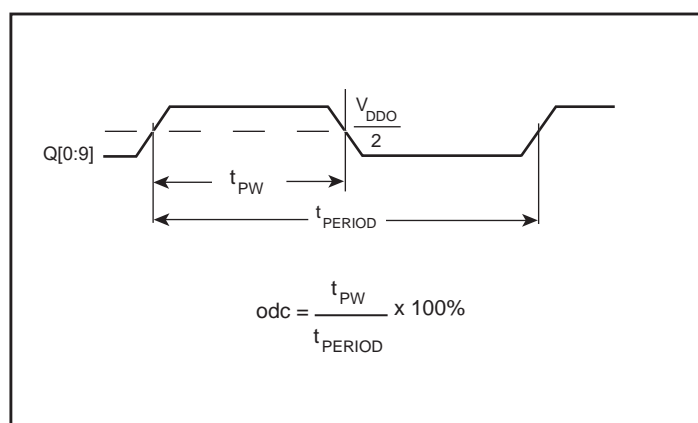 V_DDO
2
Q[0:9]
t_PW
t_PERIOD
odc = t_PW / t_PERIOD x 100%